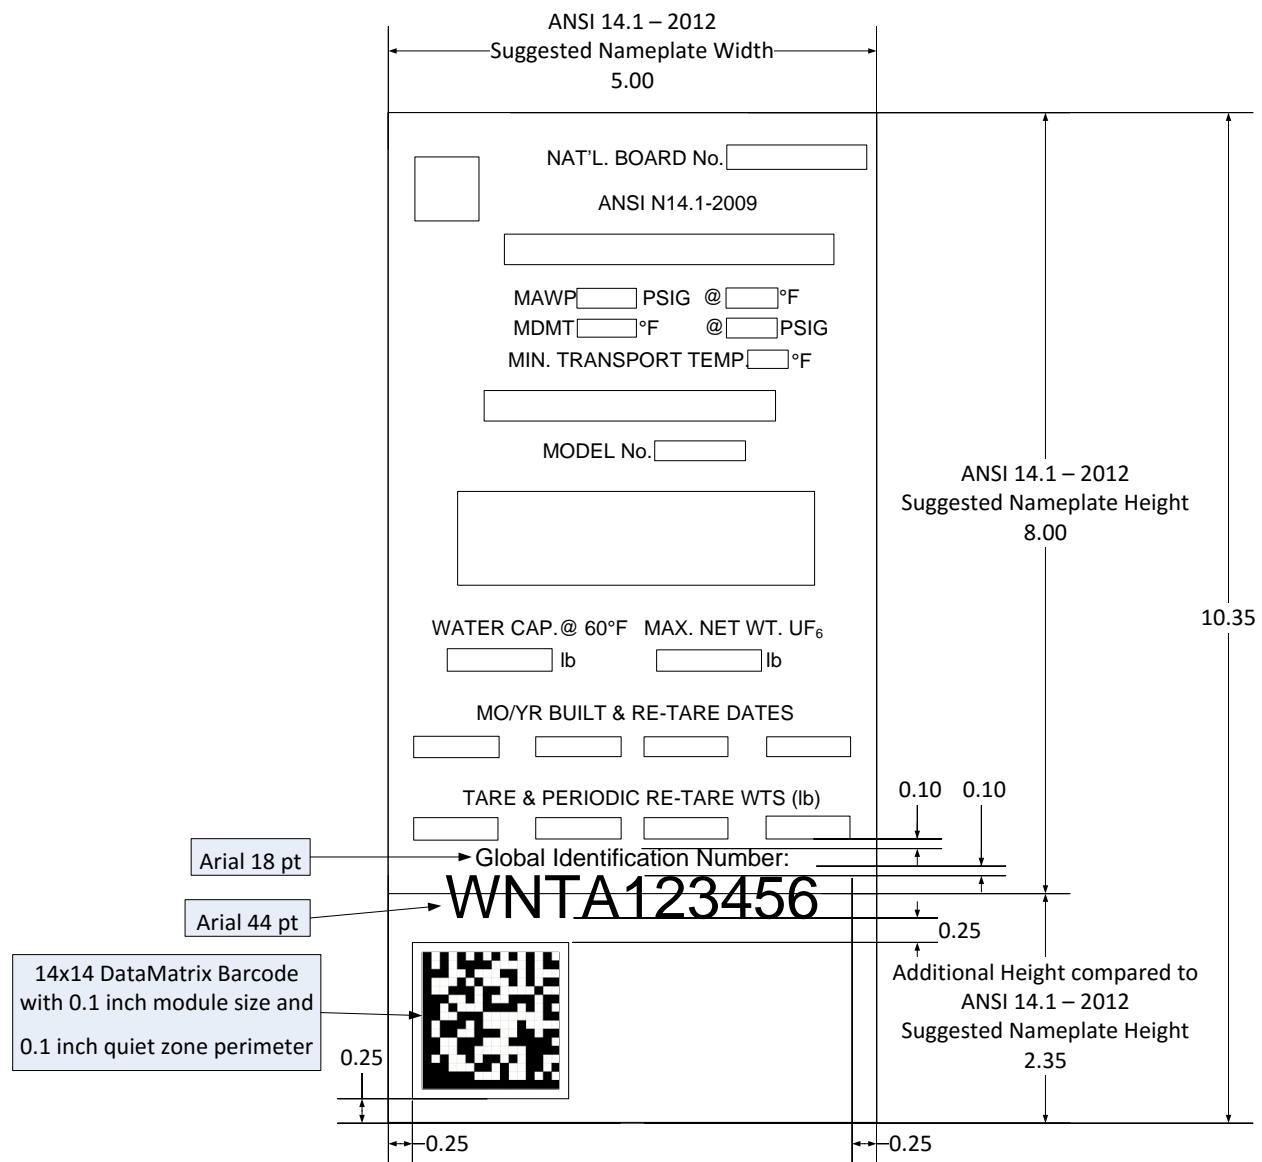 ANSI 14.1 – 2012
Suggested Nameplate Width
5.00
NAT'L. BOARD No.
ANSI N14.1-2009
MAWP PSIG @ °F
MDMT °F @ PSIG
MIN. TRANSPORT TEMP. °F
MODEL No.
ANSI 14.1 – 2012
Suggested Nameplate Height
8.00
10.35
WATER CAP.@ 60°F MAX. NET WT. UF₆
lb lb
MO/YR BUILT & RE-TARE DATES
TARE & PERIODIC RE-TARE WTS (lb)
0.10 0.10
Arial 18 pt
Global Identification Number:
Arial 44 pt
WNTA123456
0.25
14x14 DataMatrix Barcode
with 0.1 inch module size and
0.1 inch quiet zone perimeter
Additional Height compared to
ANSI 14.1 – 2012
Suggested Nameplate Height
2.35
0.25
0.25
0.25